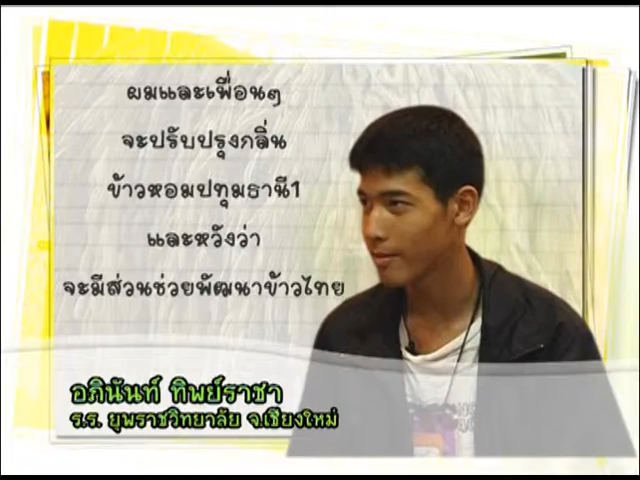 ผมและเพื่อนๆ
จะปรับปรุงกลิ่น
ข้าวหอมปทุมธานี1
และหวังว่า
จะมีส่วนช่วยพัฒนาข้าวไทย
อภินันท์ ทิพย์ราชา
ร.ร. ยุพราชวิทยาลัย จ.เชียงใหม่